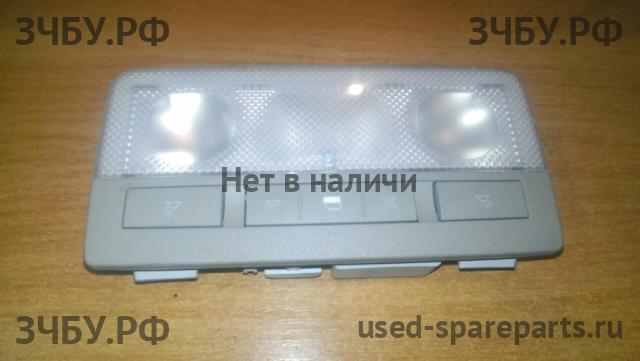 ЗЧБУ.РФ ЗЧБУ.РФ
Нет в наличи
ЗЧБУ.РФ used-spareparts.ru